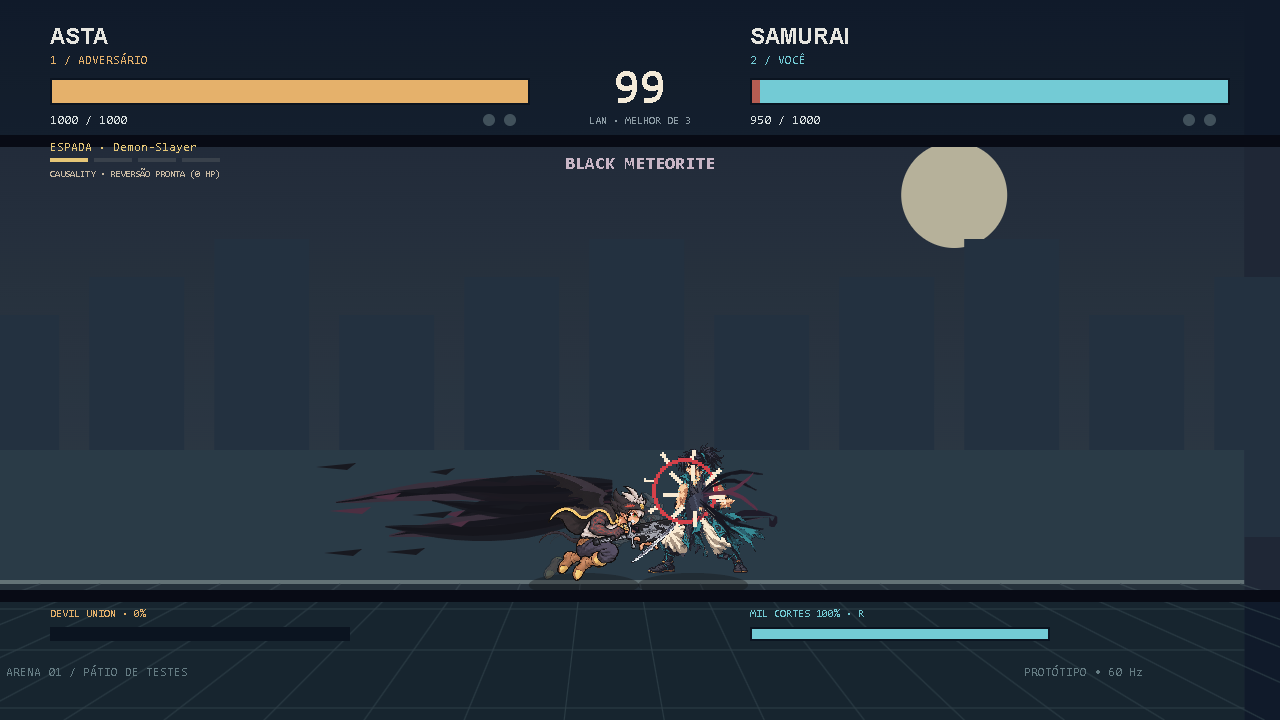 ASTA
1 / ADVERSÁRIO
1000 / 1000
99
LAN • MELHOR DE 3
SAMURAI
2 / VOCÊ
950 / 1000
ESPADA · Demon-Slayer
CAUSALITY · REVERSÃO PRONTA (0 HP)
BLACK METEORITE
DEVIL UNION · 0%
MIL CORTES 100% · R
ARENA 01 / PÁTIO DE TESTES
PROTÓTIPO • 60 Hz